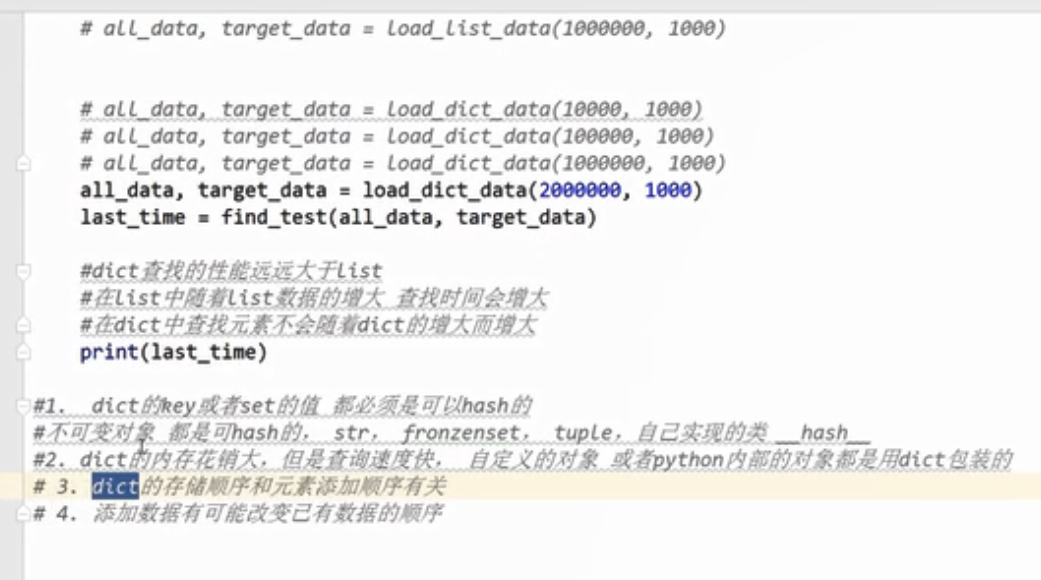 # all_data, target_data = load_list_data(1000000, 1000)
# all_data, target_data = load_dict_data(10000, 1000)
# all_data, target_data = load_dict_data(100000, 1000)
# all_data, target_data = load_dict_data(1000000, 1000)
all_data, target_data = load_dict_data(2000000, 1000)
last_time = find_test(all_data, target_data)
#dict查找的性能远远大于list
#在list中随着list数据的增大 查找时间会增大
#在dict中查找元素不会随着dict的增大而增大
print(last_time)
#1.  dict的key或者set的值 都必须是可以hash的
#不可变对象 都是可hash的， str， fronzenset， tuple，自己实现的类 __hash__
#2. dict的内存花销大，但是查询速度快， 自定义的对象 或者python内部的对象都是用dict包装的
# 3. dict的存储顺序和元素添加顺序有关
# 4. 添加数据有可能改变已有数据的顺序